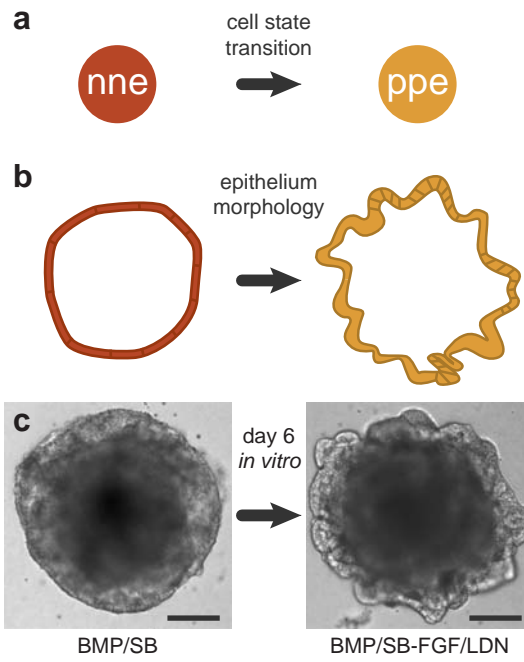 a
cell state
transition
nne
ppe
b
epithelium
morphology
c
day 6
in vitro
BMP/SB
BMP/SB-FGF/LDN